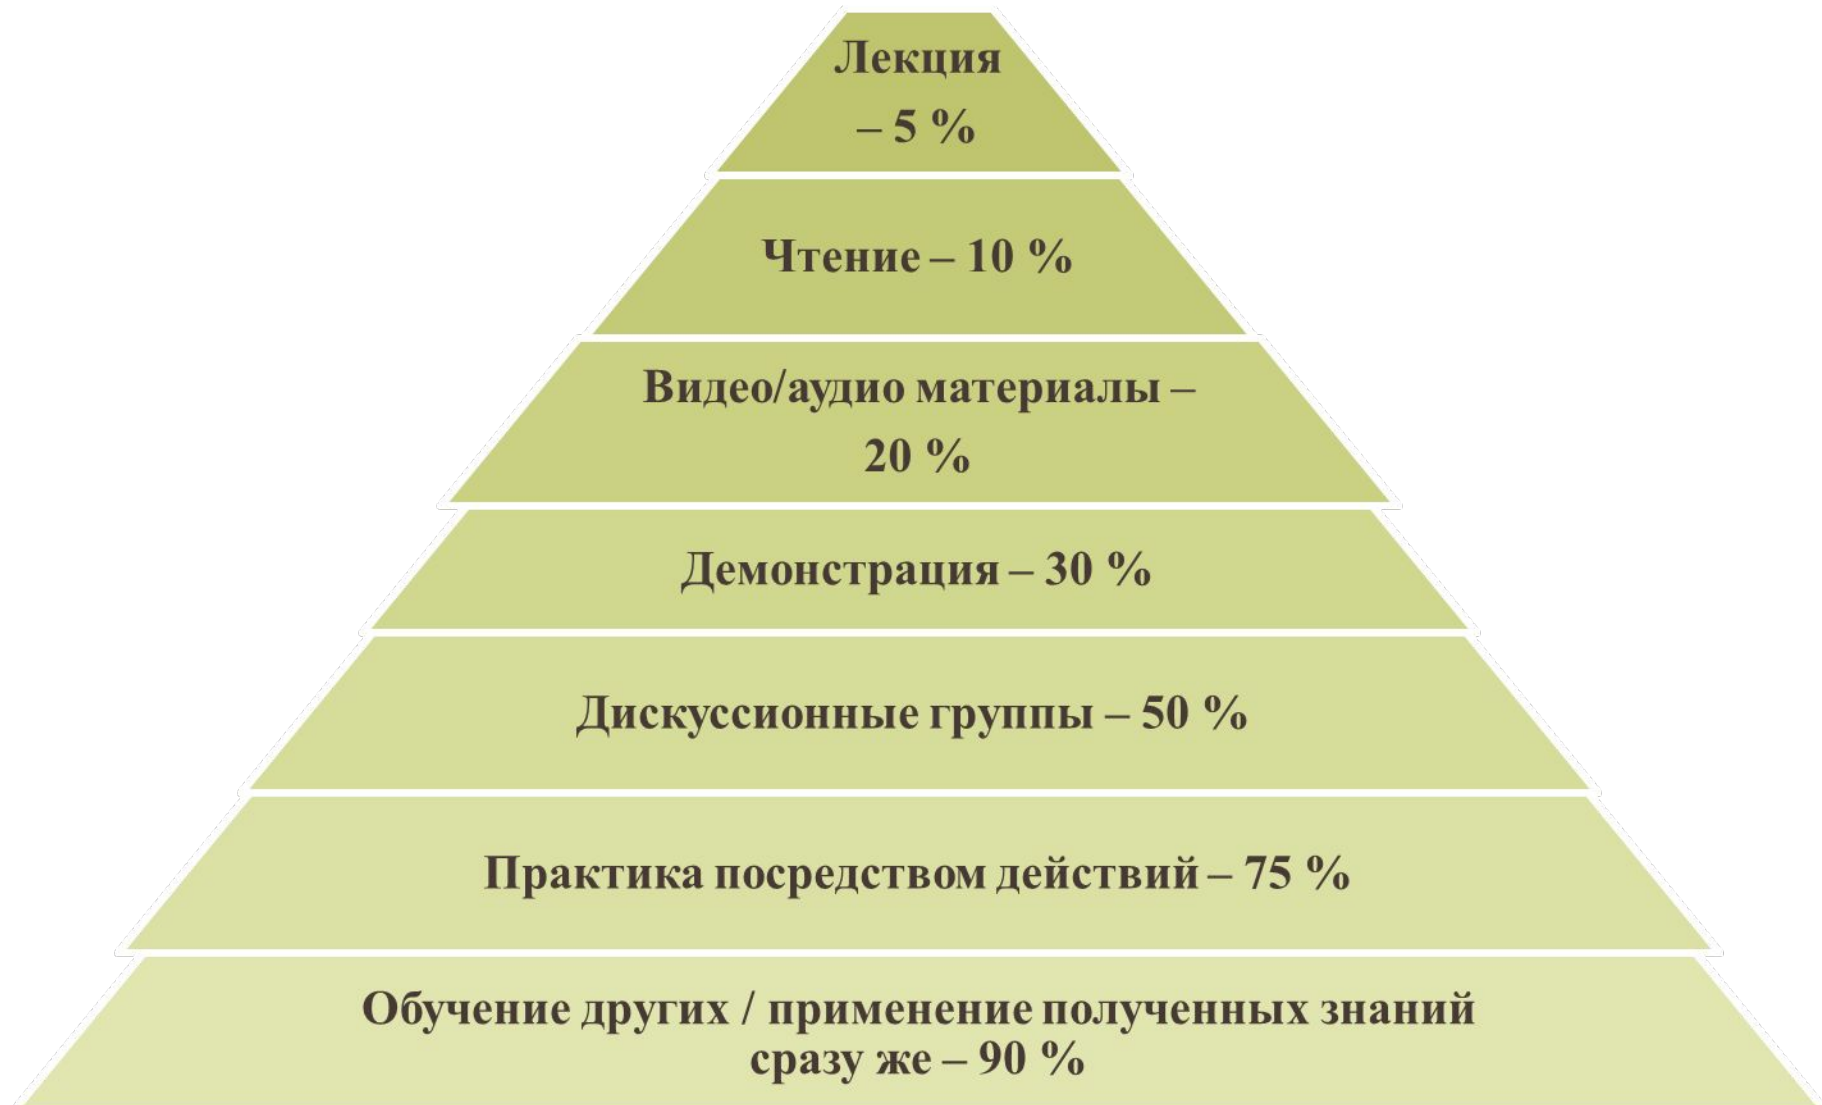 Лекция
– 5 %
Чтение – 10 %
Видео/аудио материалы –
20 %
Демонстрация – 30 %
Дискуссионные группы – 50 %
Практика посредством действий – 75 %
Обучение других / применение полученных знаний
сразу же – 90 %